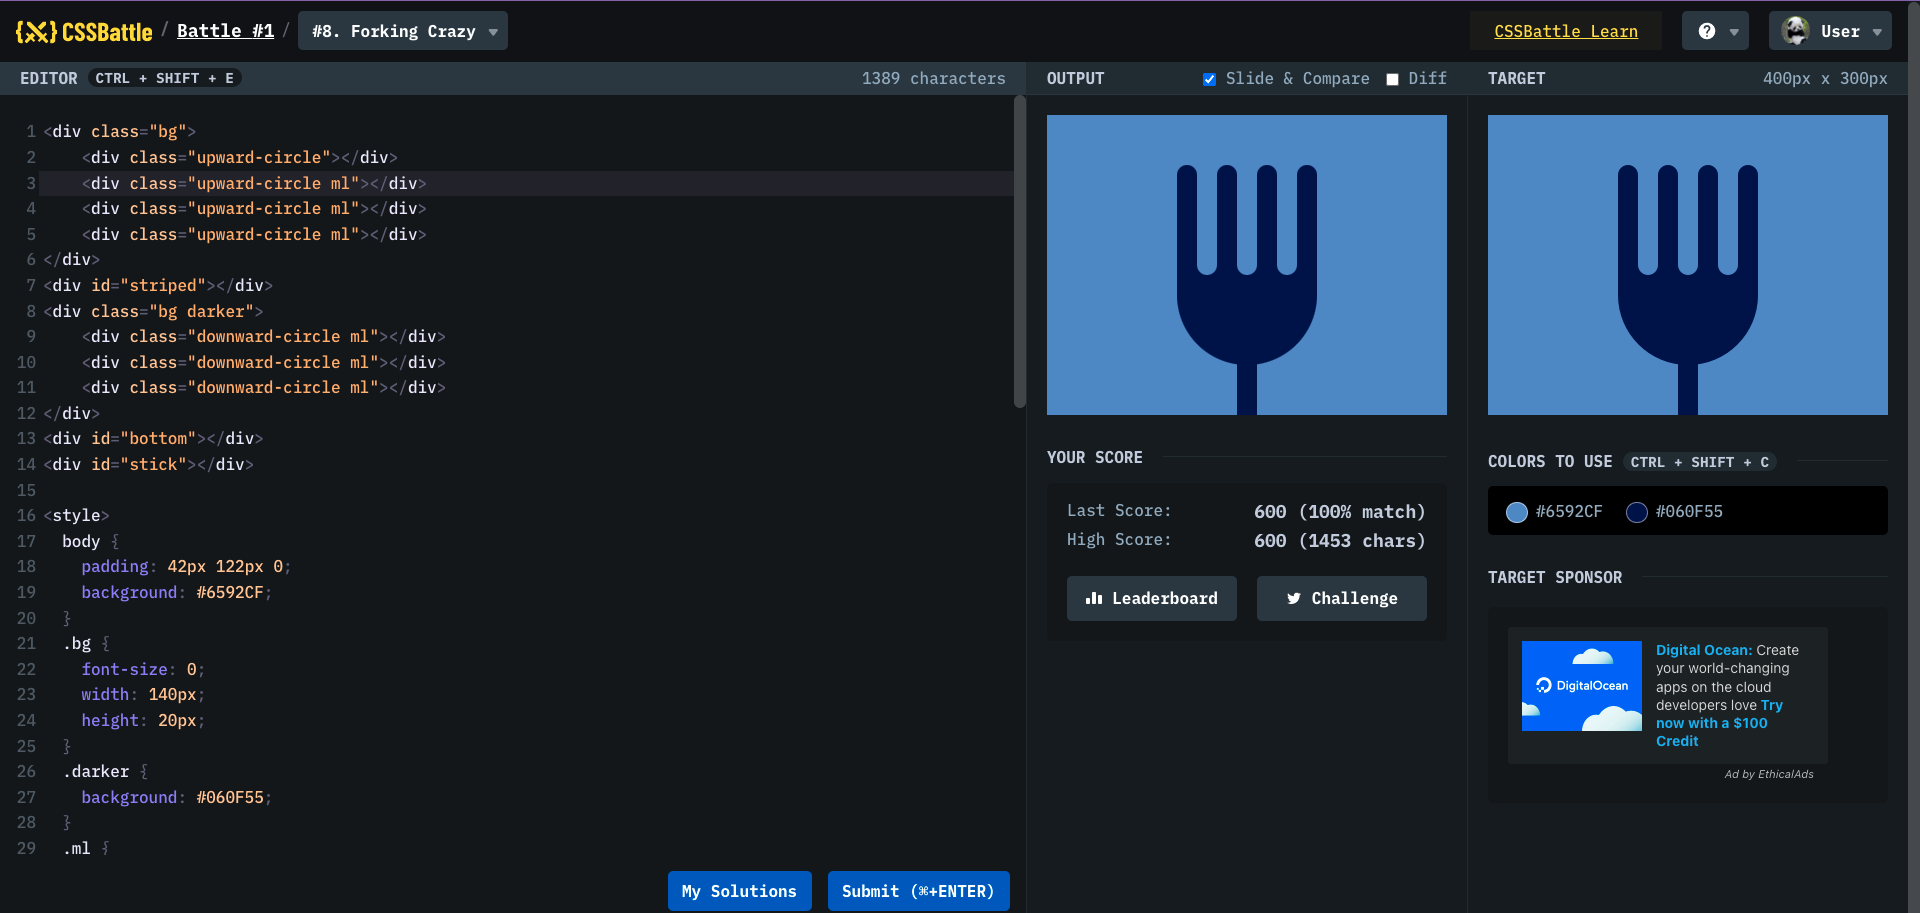 {X} CSSBattle / Battle #1 / #8. Forking Crazy
CSSBattle Learn
? User
EDITOR CTRL + SHIFT + E 1389 characters
1 <div class="bg">
2 <div class="upward-circle"></div>
3 <div class="upward-circle ml"></div>
4 <div class="upward-circle ml"></div>
5 <div class="upward-circle ml"></div>
6 </div>
7 <div id="striped"></div>
8 <div class="bg darker">
9 <div class="downward-circle ml"></div>
10 <div class="downward-circle ml"></div>
11 <div class="downward-circle ml"></div>
12 </div>
13 <div id="bottom"></div>
14 <div id="stick"></div>
15
16 <style>
17 body {
18 padding: 42px 122px 0;
19 background: #6592CF;
20 }
21 .bg {
22 font-size: 0;
23 width: 140px;
24 height: 20px;
25 }
26 .darker {
27 background: #060F55;
28 }
29 .ml {
My Solutions
Submit (⌘+ENTER)
OUTPUT Slide & Compare Diff
YOUR SCORE
Last Score: 600 (100% match)
High Score: 600 (1453 chars)
Leaderboard
Challenge
TARGET 400px x 300px
COLORS TO USE CTRL + SHIFT + C
#6592CF #060F55
TARGET SPONSOR
DigitalOcean
Digital Ocean: Create
your world-changing
apps on the cloud
developers love Try
now with a $100
Credit
Ad by EthicalAds